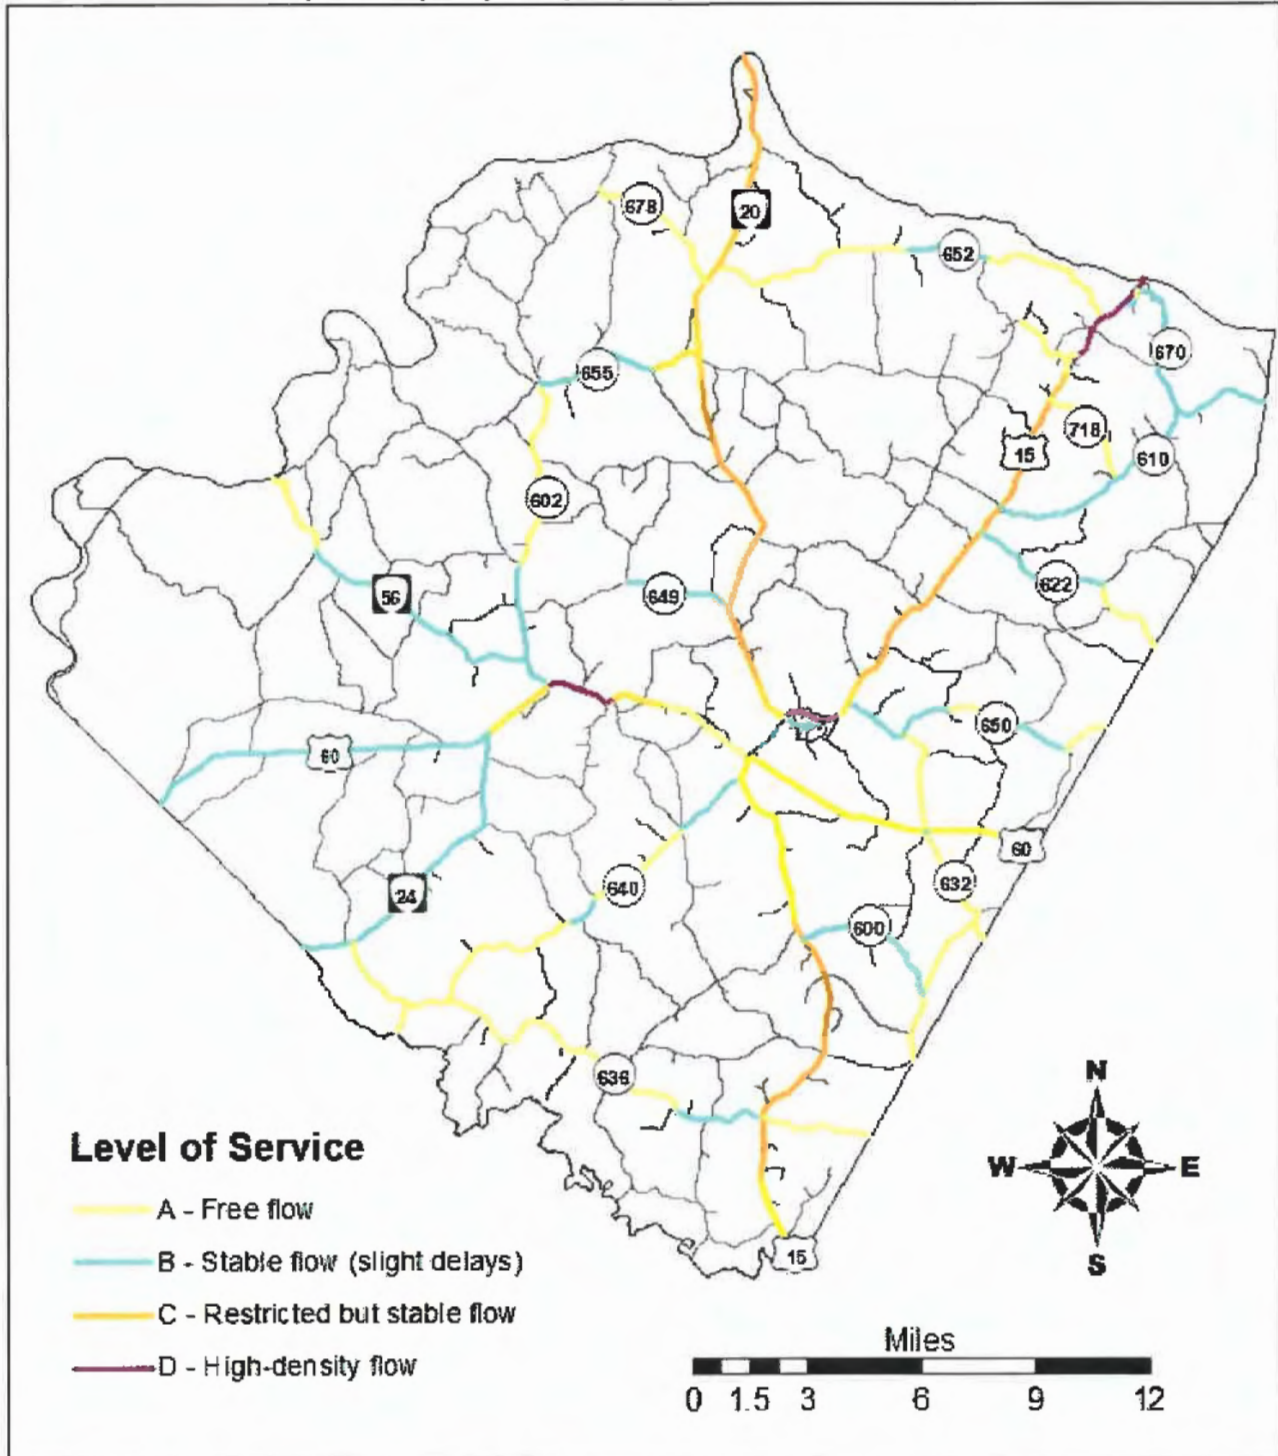 678
20
652
670
655
718
15
610
602
56
649
622
60
650
24
640
60
632
600
636
15
N
W E
S
Level of Service
A - Free flow
B - Stable flow (slight delays)
C - Restricted but stable flow
D - High-density flow
Miles
0 1.5 3 6 9 12